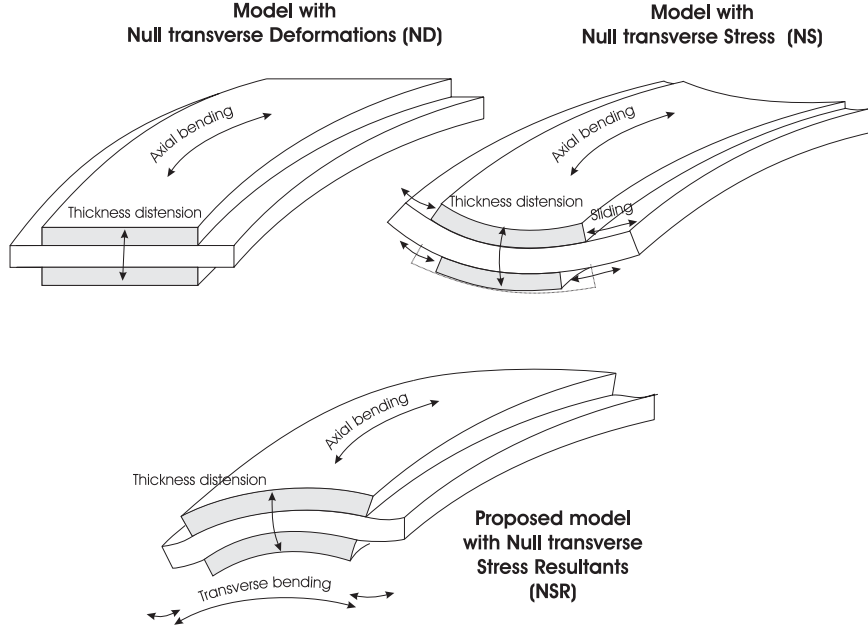 Model with
Null transverse Deformations (ND)
Axial bending
Thickness distension
Model with
Null transverse Stress (NS)
Axial bending
Thickness distension
Sliding
Axial bending
Thickness distension
Transverse bending
Proposed model
with Null transverse
Stress Resultants
(NSR)